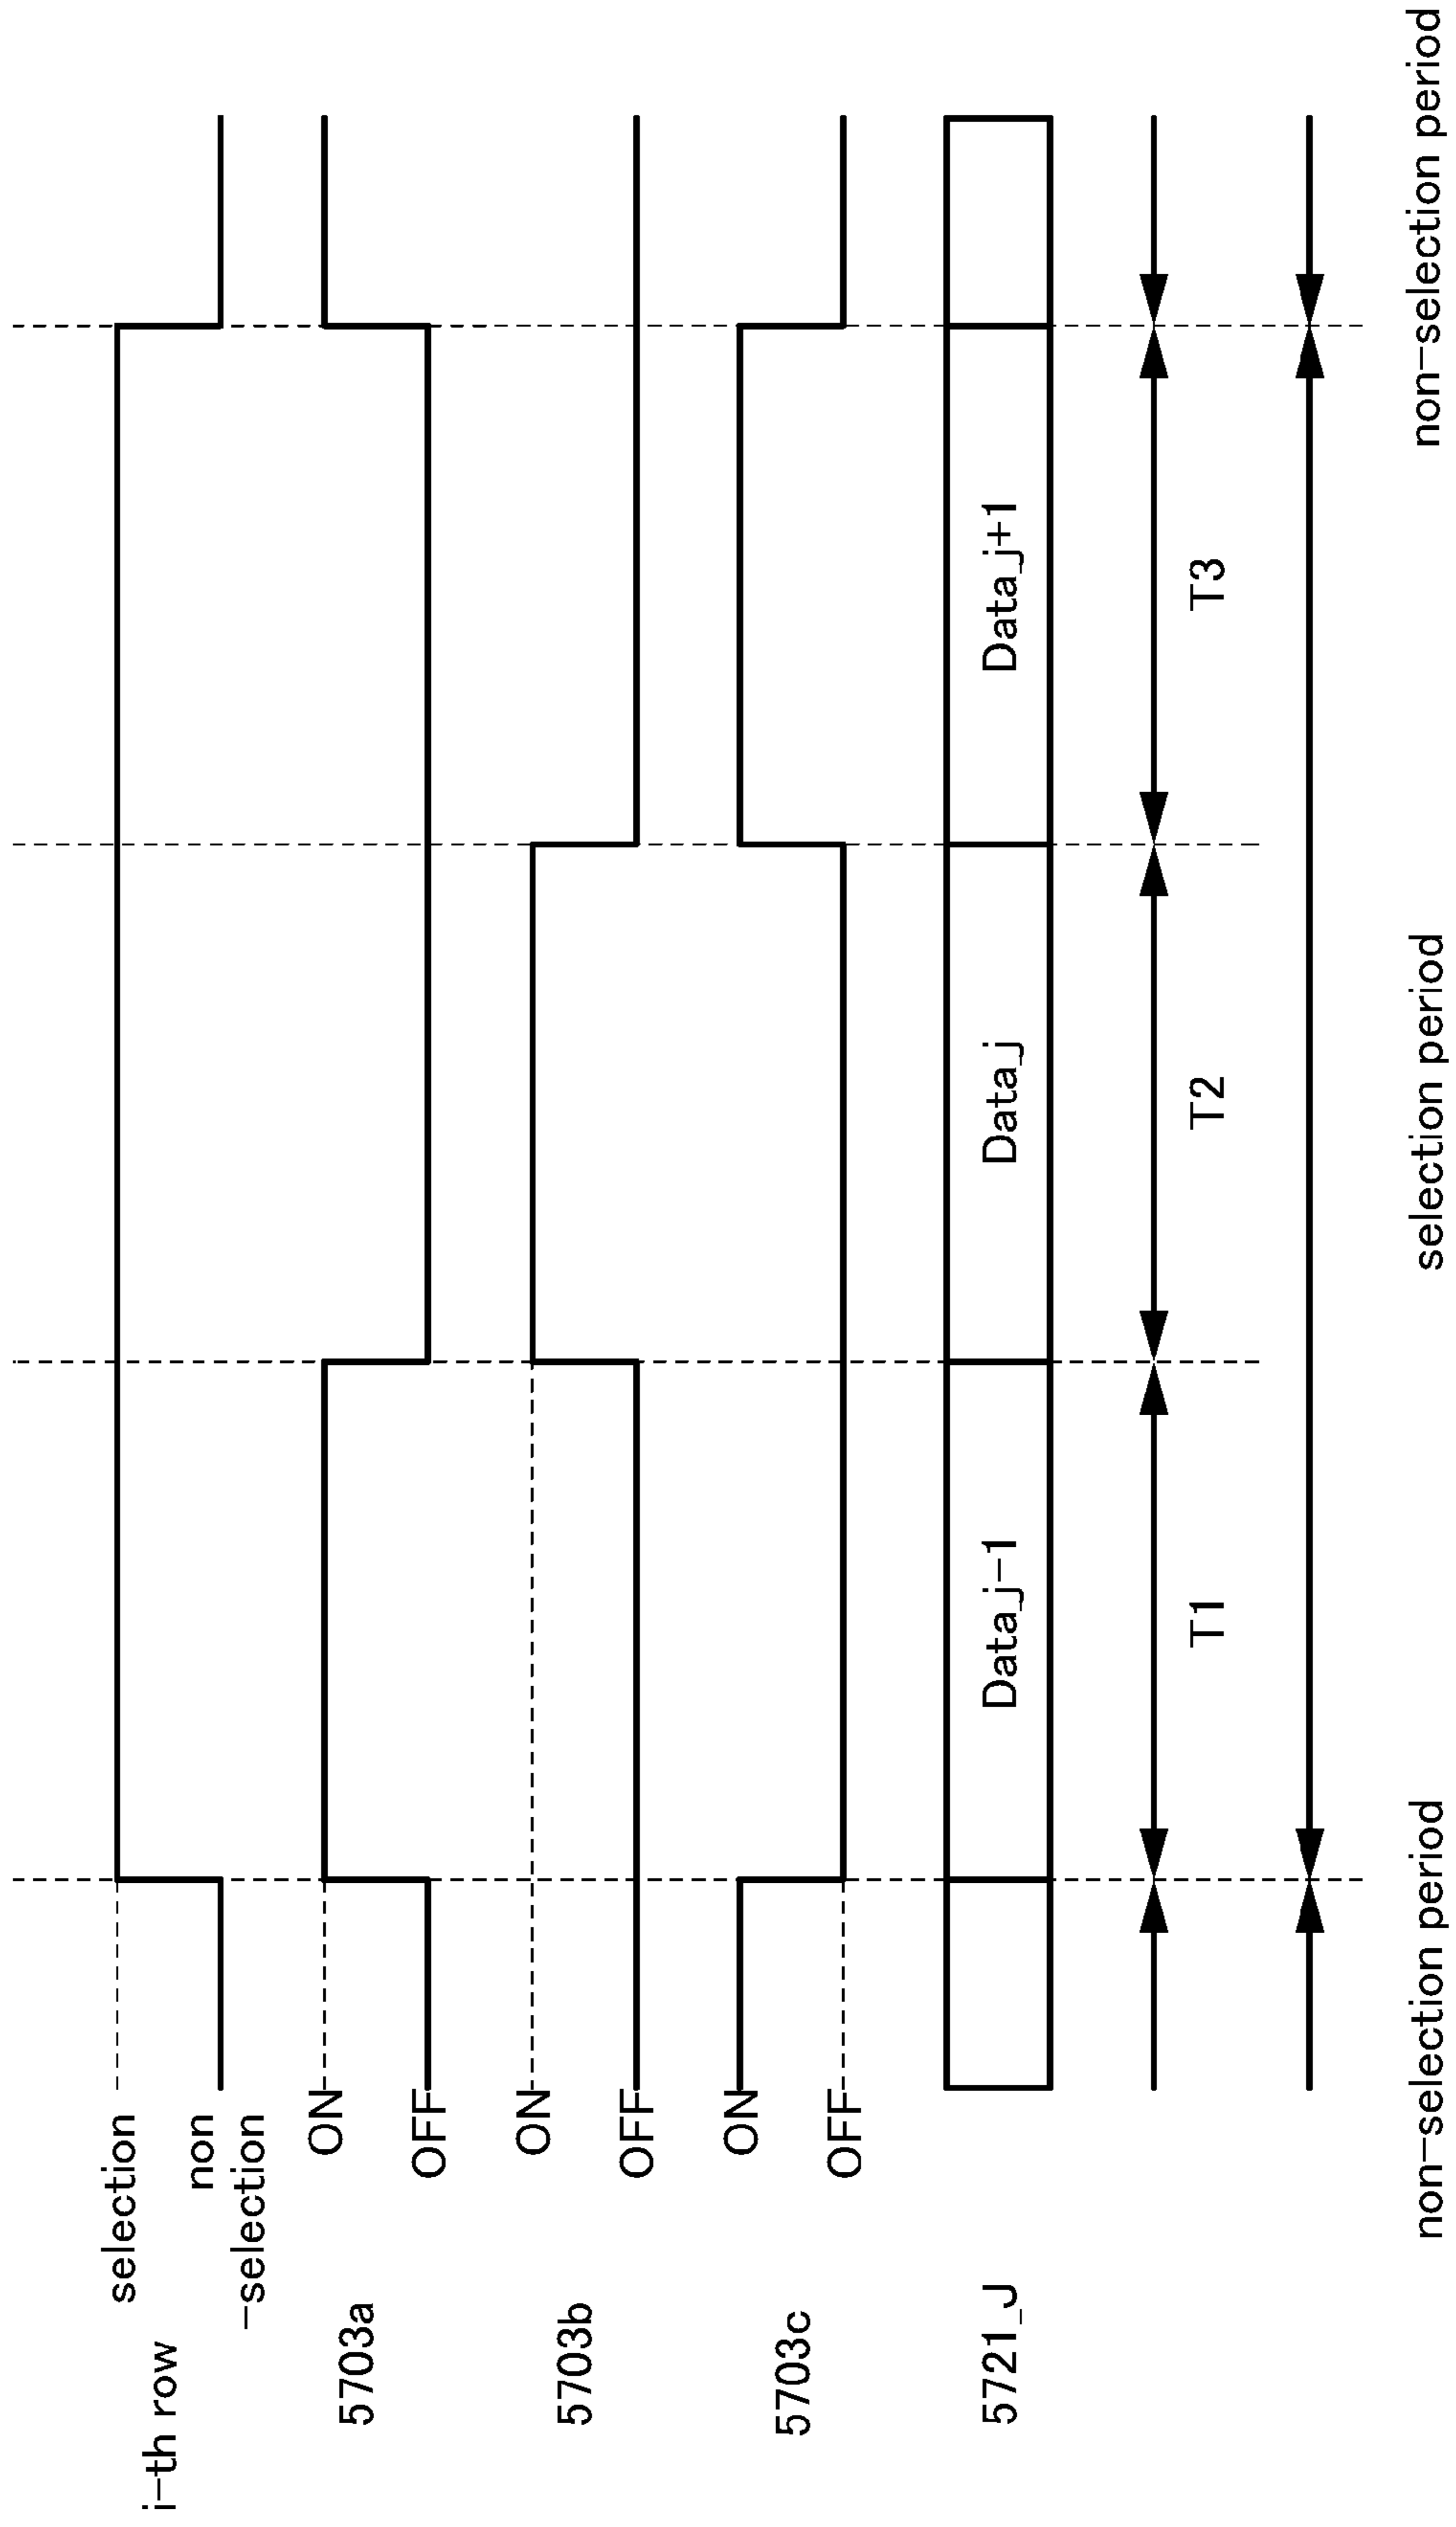 i-th row
selection
non
-selection
5703a
ON
OFF
5703b
ON
OFF
5703c
ON
OFF
5721_J
Data_j-1
Data_j
Data_j+1
T1
T2
T3
non-selection period
selection period
non-selection period